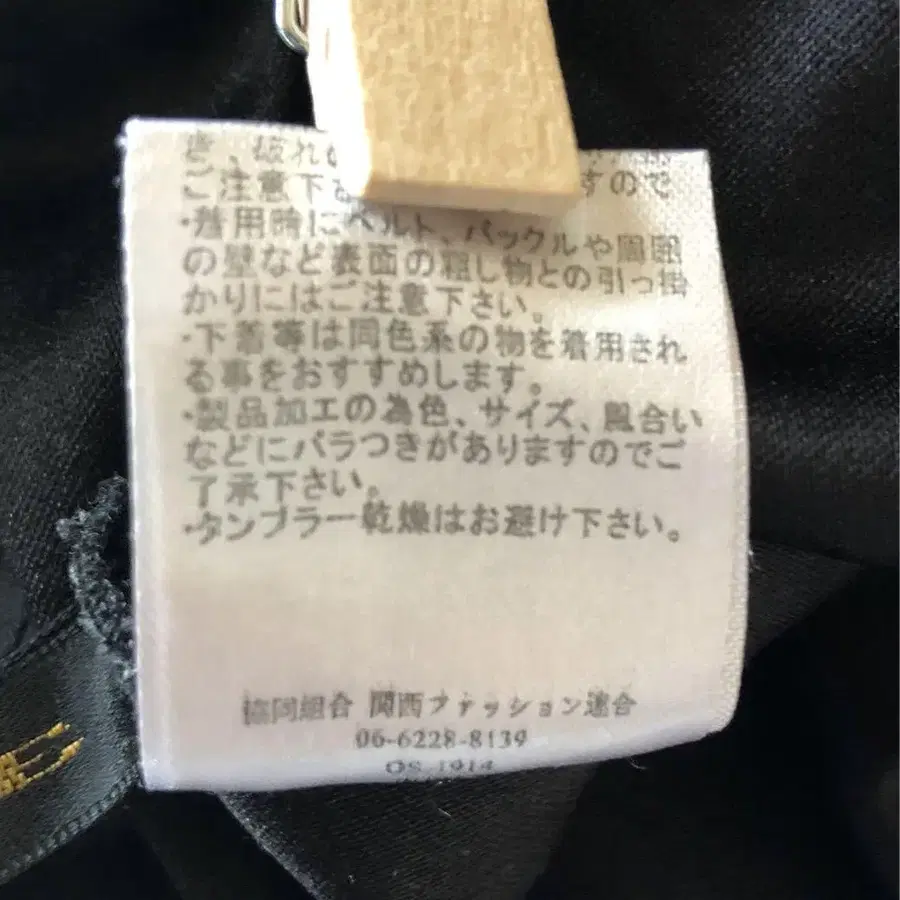 き、破れ
ご注意下 すので
・着用時にベルト、バックルや周囲
の壁など表面の粗し物との引っ掛
かりにはご注意下さい。
・下着等は同色系の物を着用され
る事をおすすめします。
・製品加工の為色、サイズ、風合い
などにバラつきがありますのでご
了承下さい。
・タンブラー乾燥はお避け下さい。
協同組合 関西ファッション連合
06-6228-8139
OS-1914